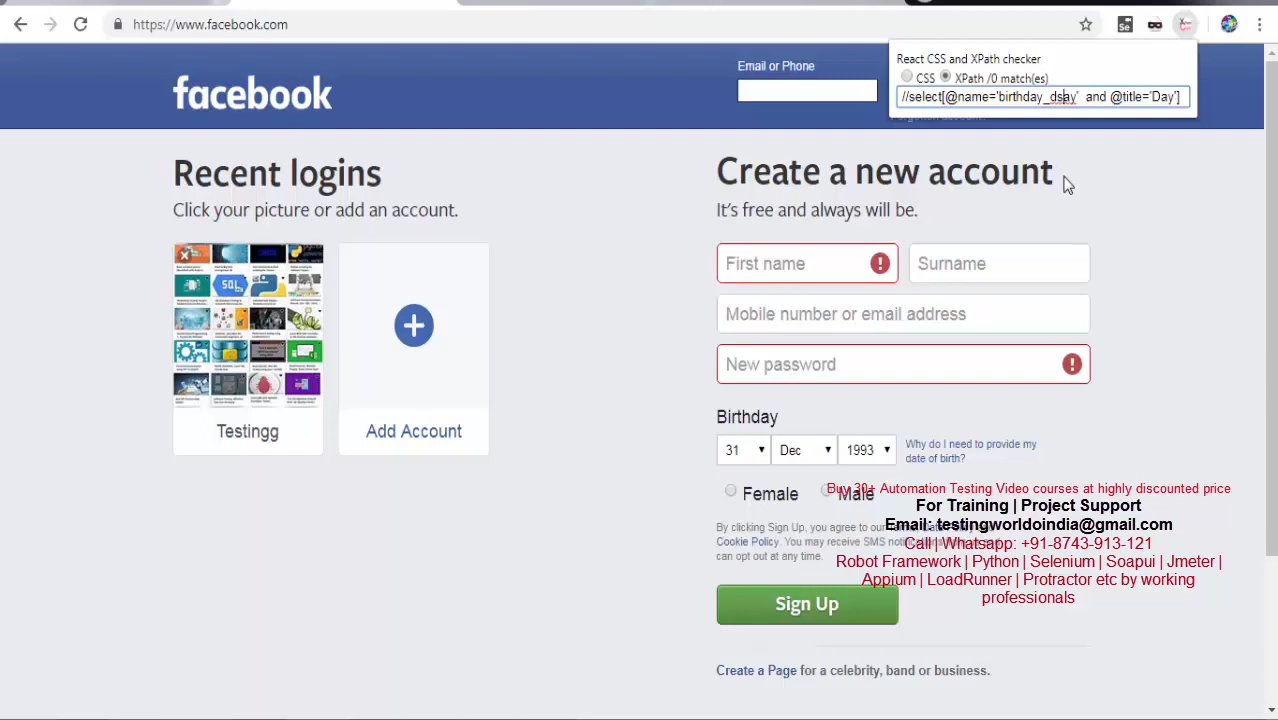 https://www.facebook.com
React CSS and XPath checker
CSS XPath /0 match(es)
//select[@name='birthday_dsay' and @title='Day']
facebook
Email or Phone
Recent logins
Click your picture or add an account.
Testingg
Add Account
Create a new account
It's free and always will be.
First name
Surname
Mobile number or email address
New password
Birthday
31 Dec 1993
Why do I need to provide my
date of birth?
Female Male
Buy 30+ Automation Testing Video courses at highly discounted price
For Training | Project Support
Email: testingworldoindia@gmail.com
Call | Whatsapp: +91-8743-913-121
Robot Framework | Python | Selenium | Soapui | Jmeter |
Appium | LoadRunner | Protractor etc by working
professionals
By clicking Sign Up, you agree to our
Cookie Policy. You may receive SMS
can opt out at any time.
Sign Up
Create a Page for a celebrity, band or business.